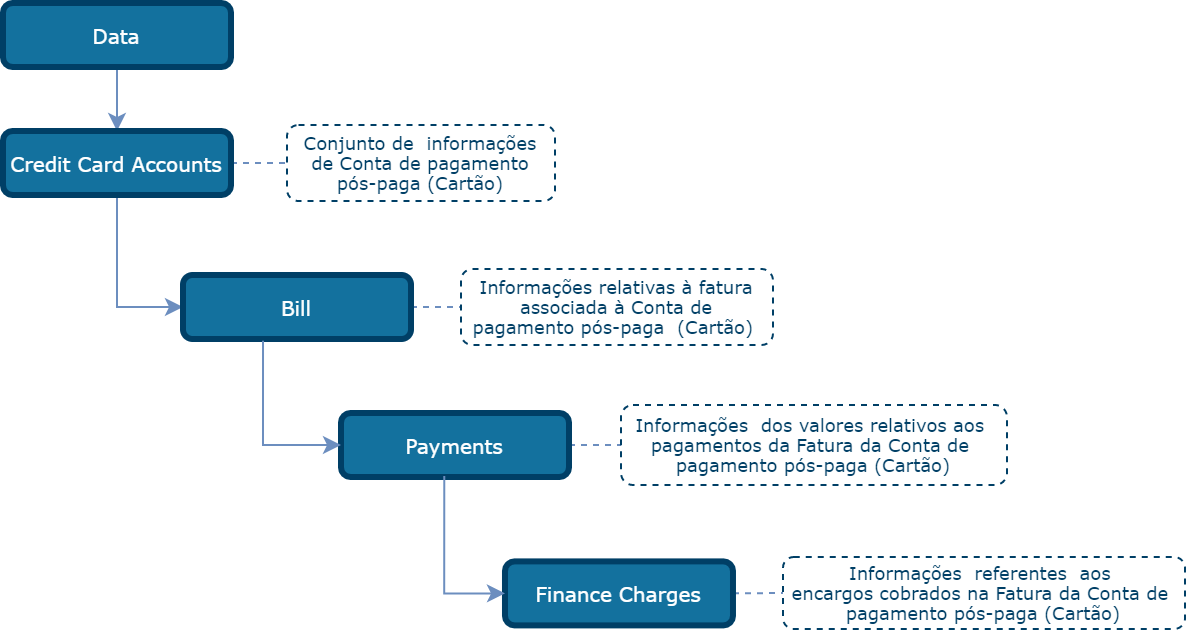 Data
Credit Card Accounts
Conjunto de  informações
de Conta de pagamento
pós-paga (Cartão)
Bill
Informações relativas à fatura
associada à Conta de
pagamento pós-paga  (Cartão)
Payments
Informações  dos valores relativos aos
pagamentos da Fatura da Conta de
pagamento pós-paga (Cartão)
Finance Charges
Informações  referentes  aos
encargos cobrados na Fatura da Conta de
pagamento pós-paga (Cartão)